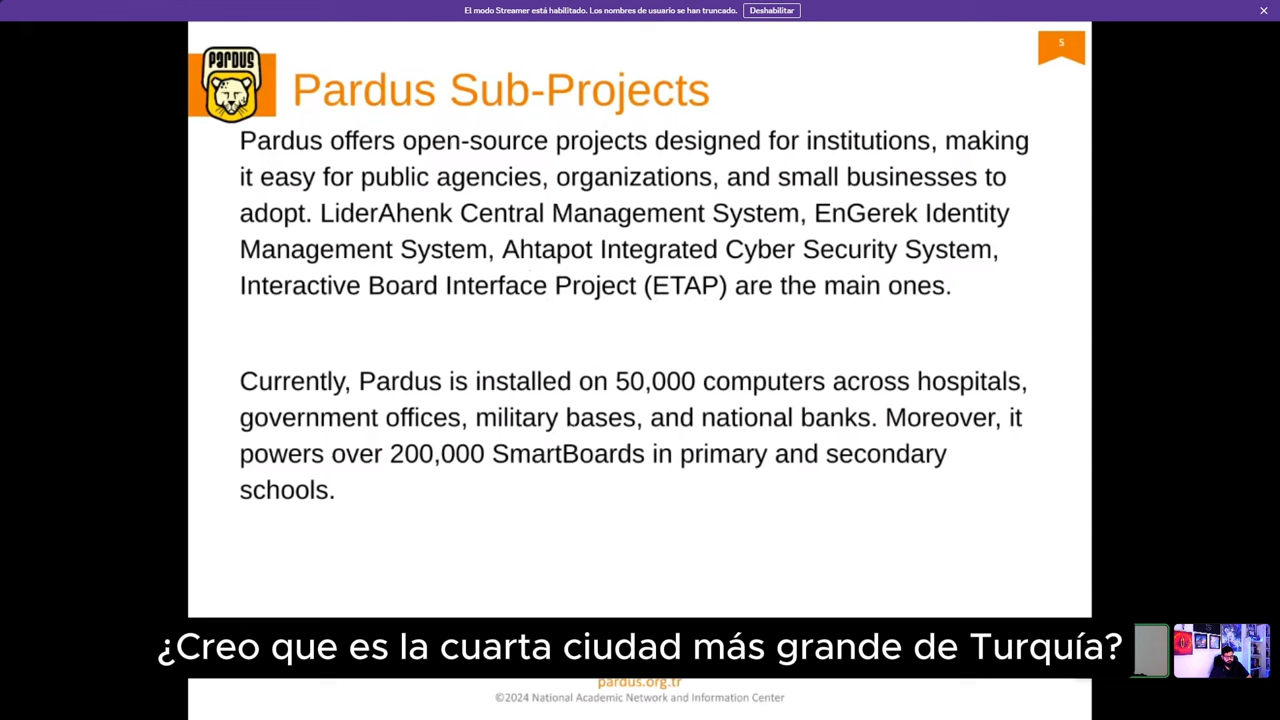 El modo Streamer está habilitado. Los nombres de usuario se han truncado. Deshabilitar
5
PARDUS
Pardus Sub-Projects
Pardus offers open-source projects designed for institutions, making
it easy for public agencies, organizations, and small businesses to
adopt. LiderAhenk Central Management System, EnGerek Identity
Management System, Ahtapot Integrated Cyber Security System,
Interactive Board Interface Project (ETAP) are the main ones.
Currently, Pardus is installed on 50,000 computers across hospitals,
government offices, military bases, and national banks. Moreover, it
powers over 200,000 SmartBoards in primary and secondary
schools.
¿Creo que es la cuarta ciudad más grande de Turquía?
pardus.org.tr
©2024 National Academic Network and Information Center